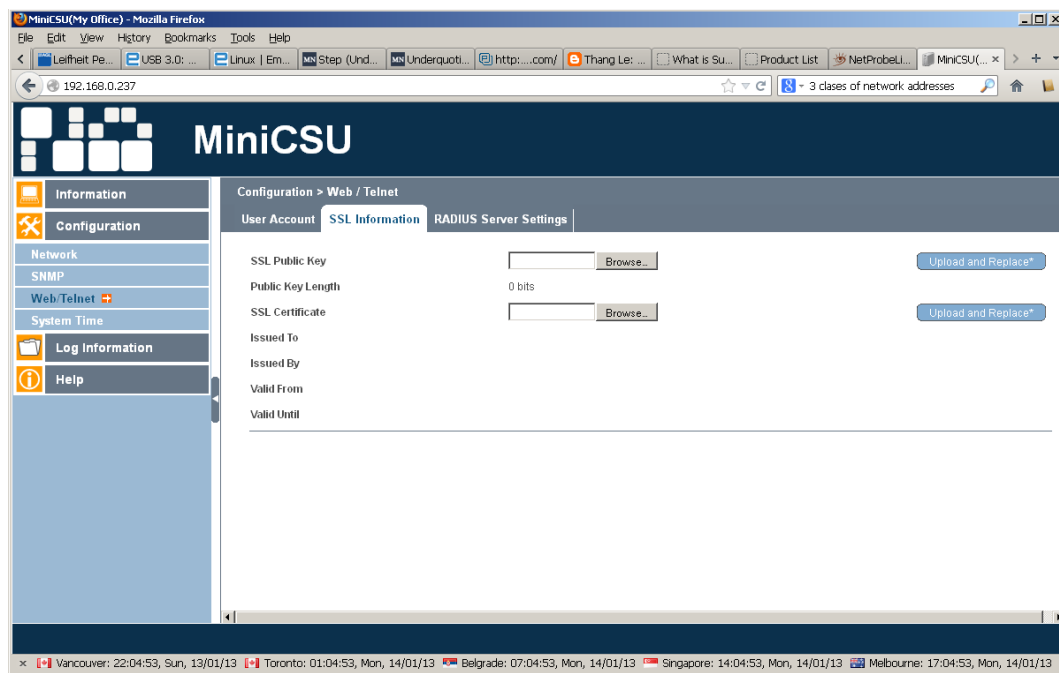 MiniCSU(My Office) - Mozilla Firefox
File Edit View History Bookmarks Tools Help
Leifheit Pe... USB 3.0: ... Linux | Em... MN Step (Und... MN Underquoti... http:....com/ Thang Le: ... What is Su... Product List NetProbeLi... MiniCSU(... × > +
192.168.0.237 8 3 clases of network addresses
MiniCSU
Information
Configuration
Network
SNMP
Web/Telnet
System Time
Log Information
Help
Configuration > Web / Telnet
User Account SSL Information RADIUS Server Settings
SSL Public Key Browse... Upload and Replace*
Public Key Length 0 bits
SSL Certificate Browse... Upload and Replace*
Issued To
Issued By
Valid From
Valid Until
× Vancouver: 22:04:53, Sun, 13/01/13 Toronto: 01:04:53, Mon, 14/01/13 Belgrade: 07:04:53, Mon, 14/01/13 Singapore: 14:04:53, Mon, 14/01/13 Melbourne: 17:04:53, Mon, 14/01/13